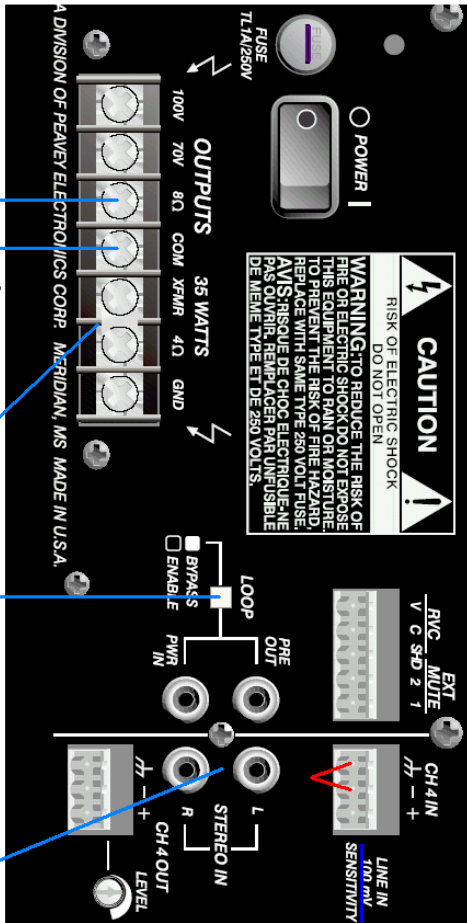 FUSE
TL1A/250V
FUSE
POWER
100V
70V
8Ω
COM
XFMR
4Ω
GND
OUTPUTS
35 WATTS
A DIVISION OF PEAVEY ELECTRONICS CORP. MERIDIAN, MS MADE IN U.S.A.
CAUTION
RISK OF ELECTRIC SHOCK
DO NOT OPEN
WARNING: TO REDUCE THE RISK OF
FIRE OR ELECTRIC SHOCK DO NOT EXPOSE
THIS EQUIPMENT TO RAIN OR MOISTURE.
TO PREVENT THE RISK OF FIRE HAZARD,
REPLACE WITH SAME TYPE 250 VOLT FUSE.
AVIS: RISQUE DE CHOC ELECTRIQUE-NE
PAS OUVRIR. REMPLACER PAR UNFUSIBLE
DE MEME TYPE ET DE 250 VOLTS.
EXT
RVC MUTE
V C SHD 2 1
LOOP
BYPASS
ENABLE
PRE
OUT
PWR
IN
CH 4 IN
- +
LINE IN
100 mV
SENSITIVITY
STEREO IN
L
R
- +
CH 4 OUT
LEVEL